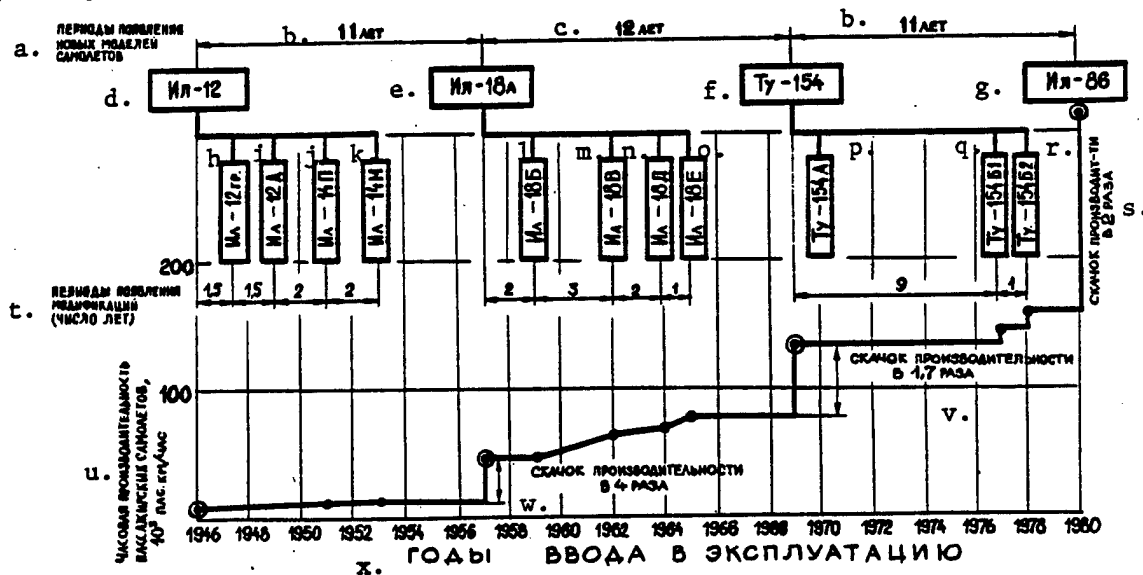 a. ПЕРИОДЫ ПОЯВЛЕНИЯ
НОВЫХ МОДЕЛЕЙ
САМОЛЕТОВ
b. 11 ЛЕТ
c. 12 ЛЕТ
b. 11 ЛЕТ
d. Ил-12
e. Ил-18А
f. Ту-154
g. Ил-86
h. Ил-12гр.
i. Ил-12Д
j. Ил-14П
k. Ил-14М
l. Ил-18Б
m. Ил-18В
n. Ил-18Д
o. Ил-18Е
p. Ту-154А
q. Ту-154Б1
r. Ту-154Б2
s. СКАЧОК ПРОИЗВОДИТ-ТИ
В 2 РАЗА
200
t. ПЕРИОДЫ ПОЯВЛЕНИЯ
МОДИФИКАЦИЙ
(ЧИСЛО ЛЕТ)
1,5 1,5 2 2 2 3 2 1 9 1
100
u. ЧАСОВАЯ ПРОИЗВОДИТЕЛЬНОСТЬ
ПАССАЖИРСКИХ САМОЛЕТОВ,
10³ ПАС. КМ/ЧАС
СКАЧОК ПРОИЗВОДИТЕЛЬНОСТИ
В 1,7 РАЗА
v.
СКАЧОК ПРОИЗВОДИТЕЛЬНОСТИ
В 4 РАЗА
w.
1946 1948 1950 1952 1954 1956 1958 1960 1962 1964 1966 1968 1970 1972 1974 1976 1978 1980
x. ГОДЫ ВВОДА В ЭКСПЛУАТАЦИЮ